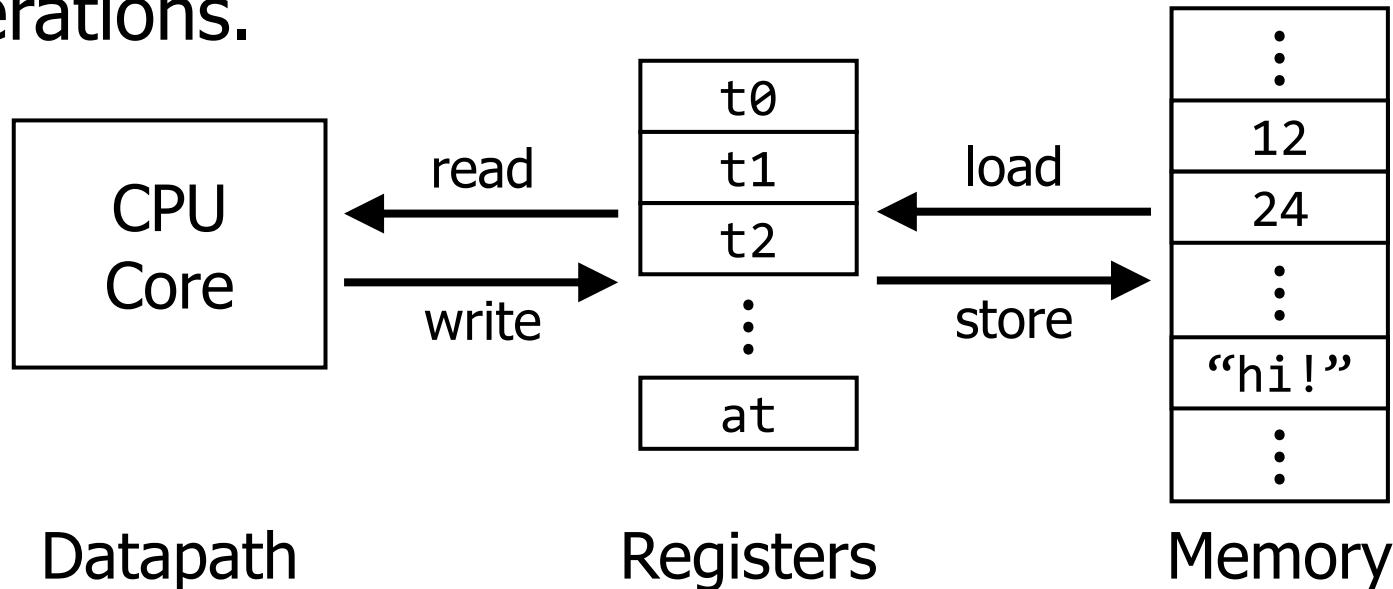 erations.
CPU
Core
read
write
t0
t1
t2
⋮
at
load
store
⋮
12
24
⋮
“hi!”
⋮
Datapath
Registers
Memory